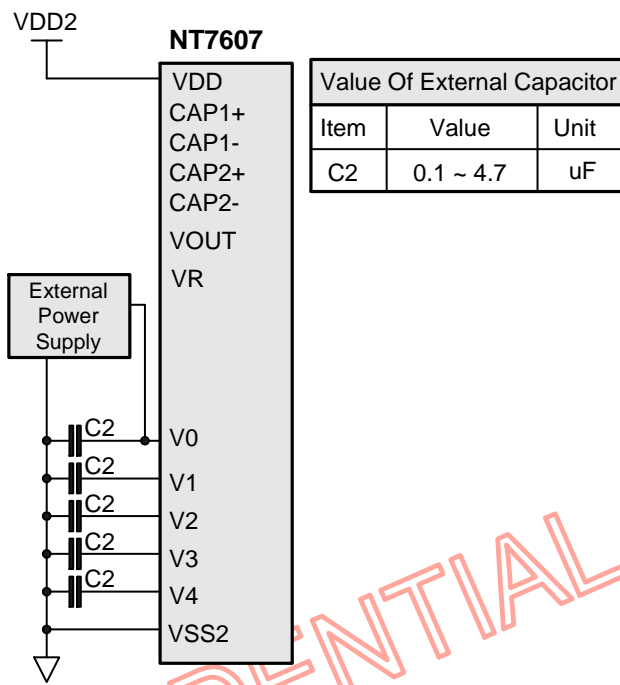 VDD2
NT7607
VDD
CAP1+
CAP1-
CAP2+
CAP2-
VOUT
VR
External
Power
Supply
C2
V0
C2
V1
C2
V2
C2
V3
C2
V4
VSS2
Value Of External Capacitor
Item Value Unit
C2 0.1 ~ 4.7 uF
DENTIAL